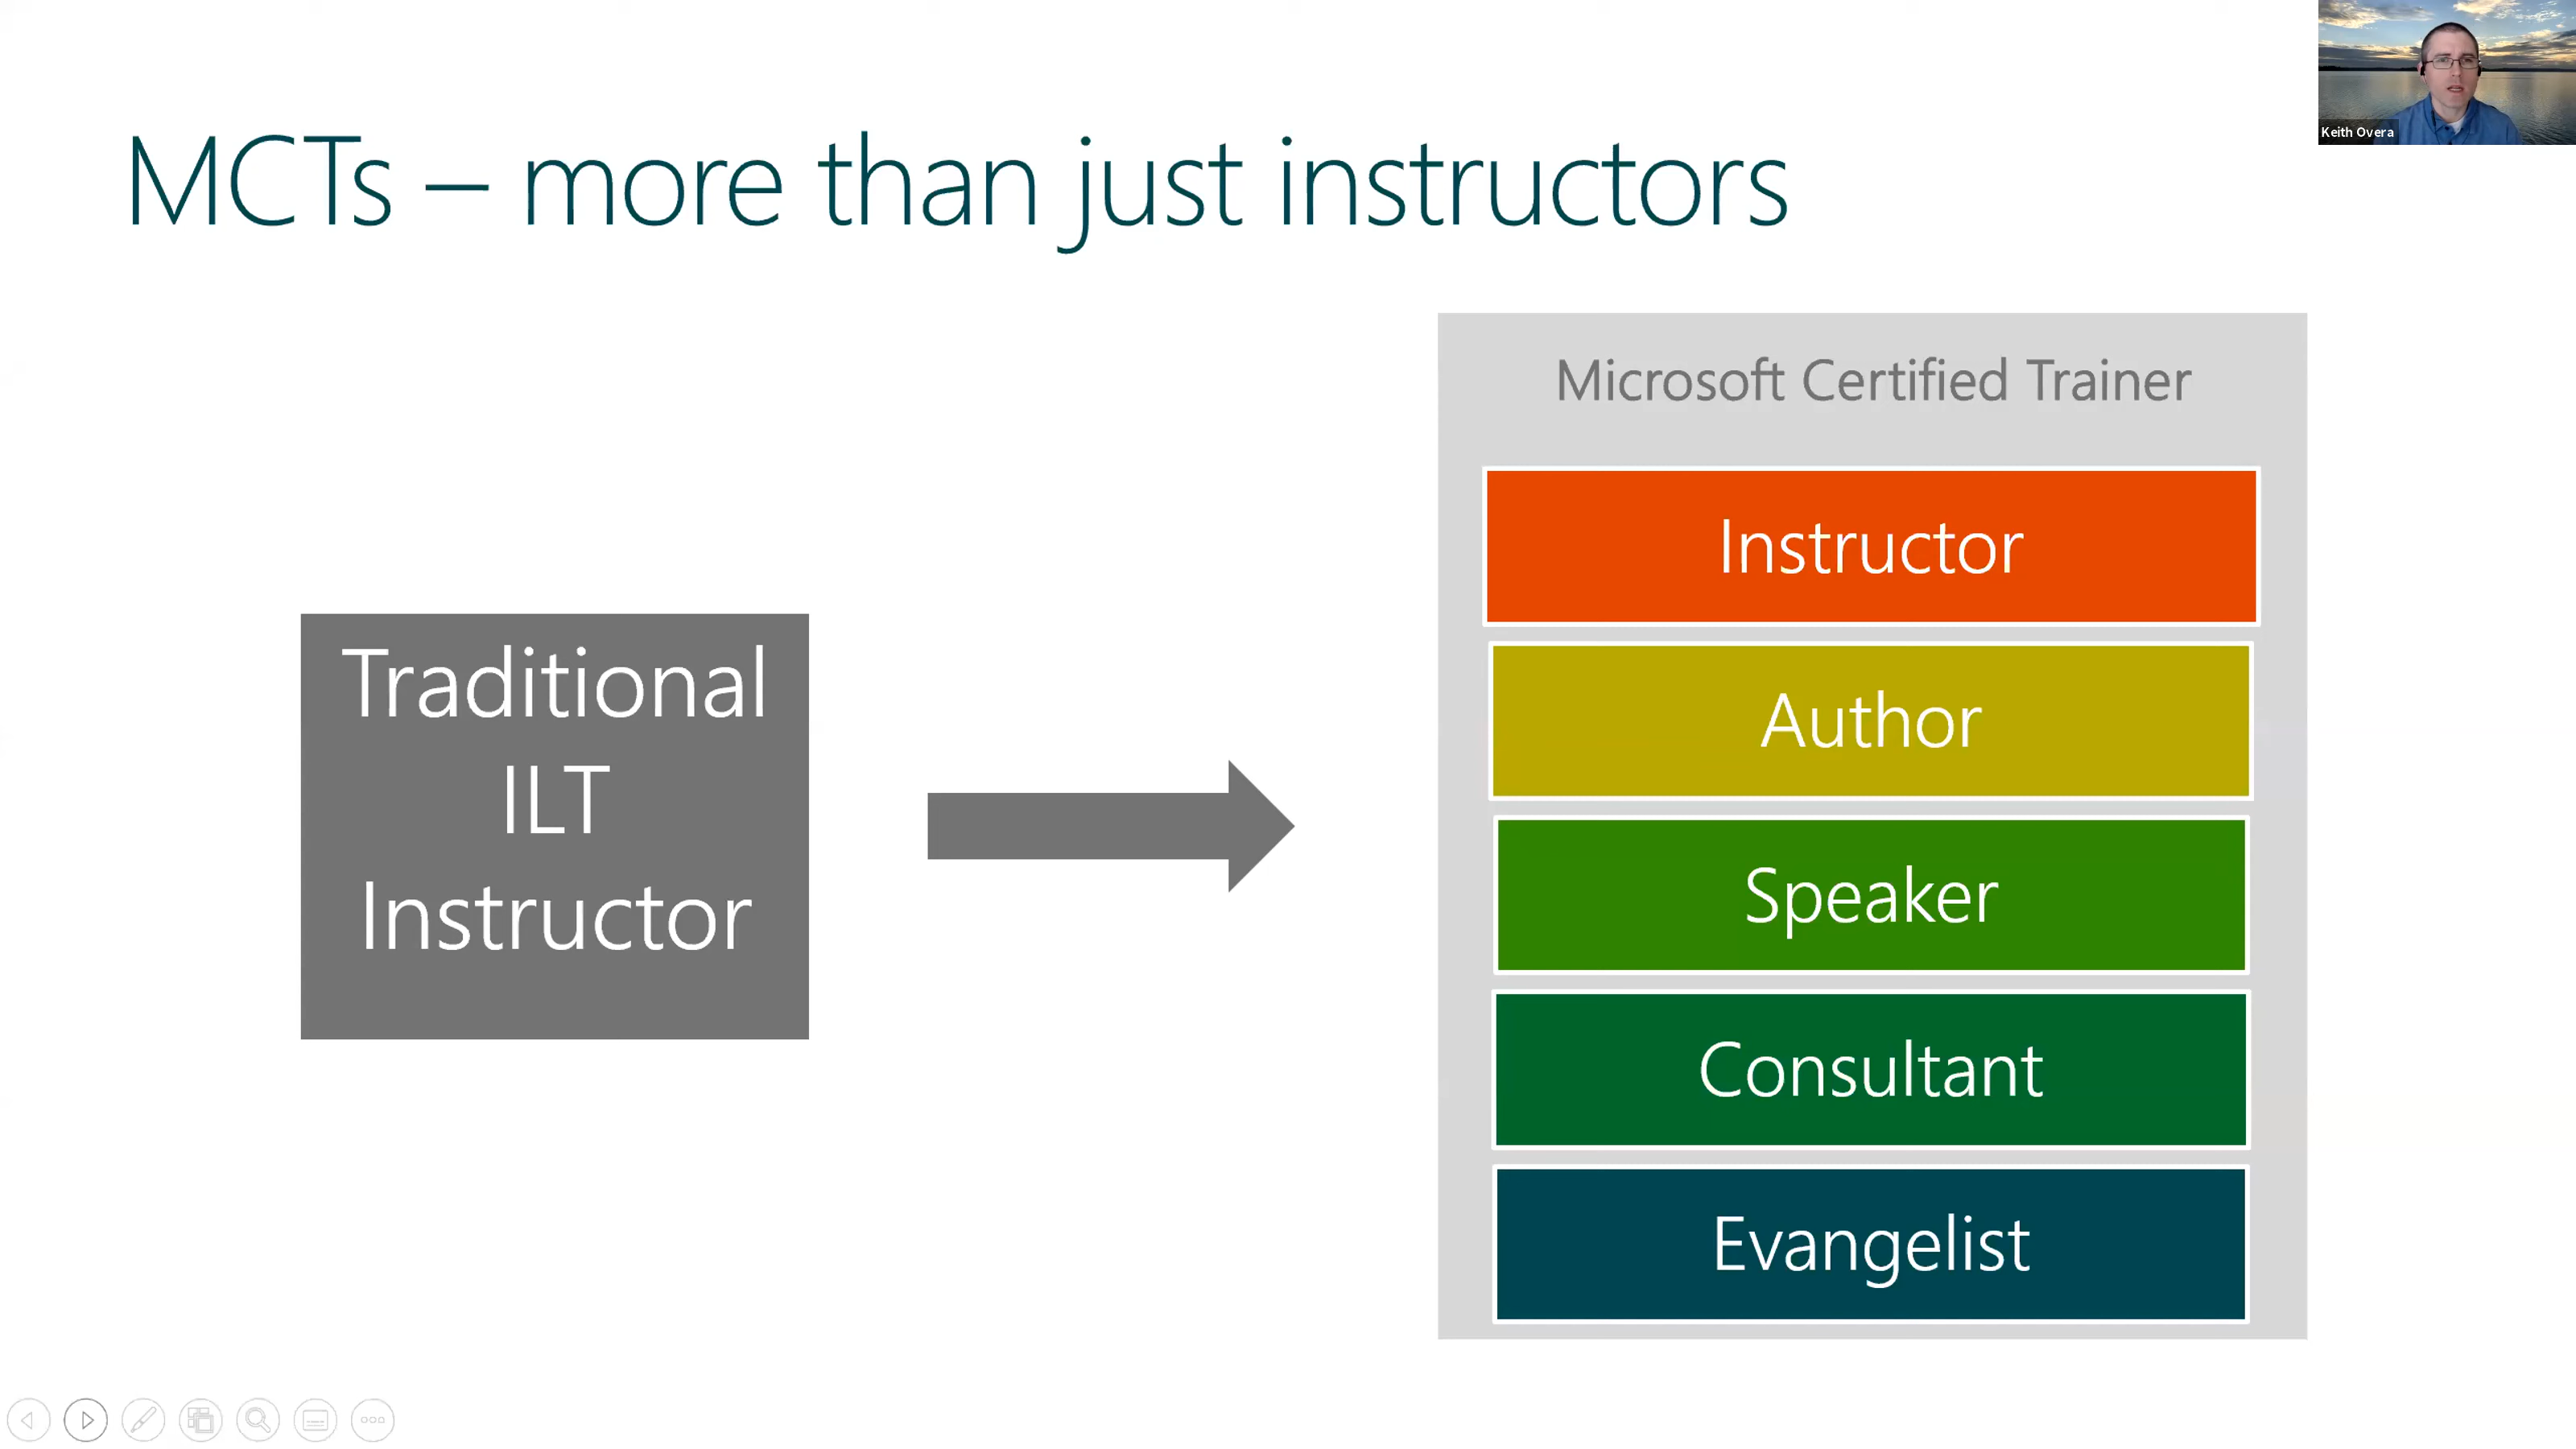 Keith Overa
MCTs – more than just instructors
Microsoft Certified Trainer
Traditional
ILT
Instructor
Instructor
Author
Speaker
Consultant
Evangelist